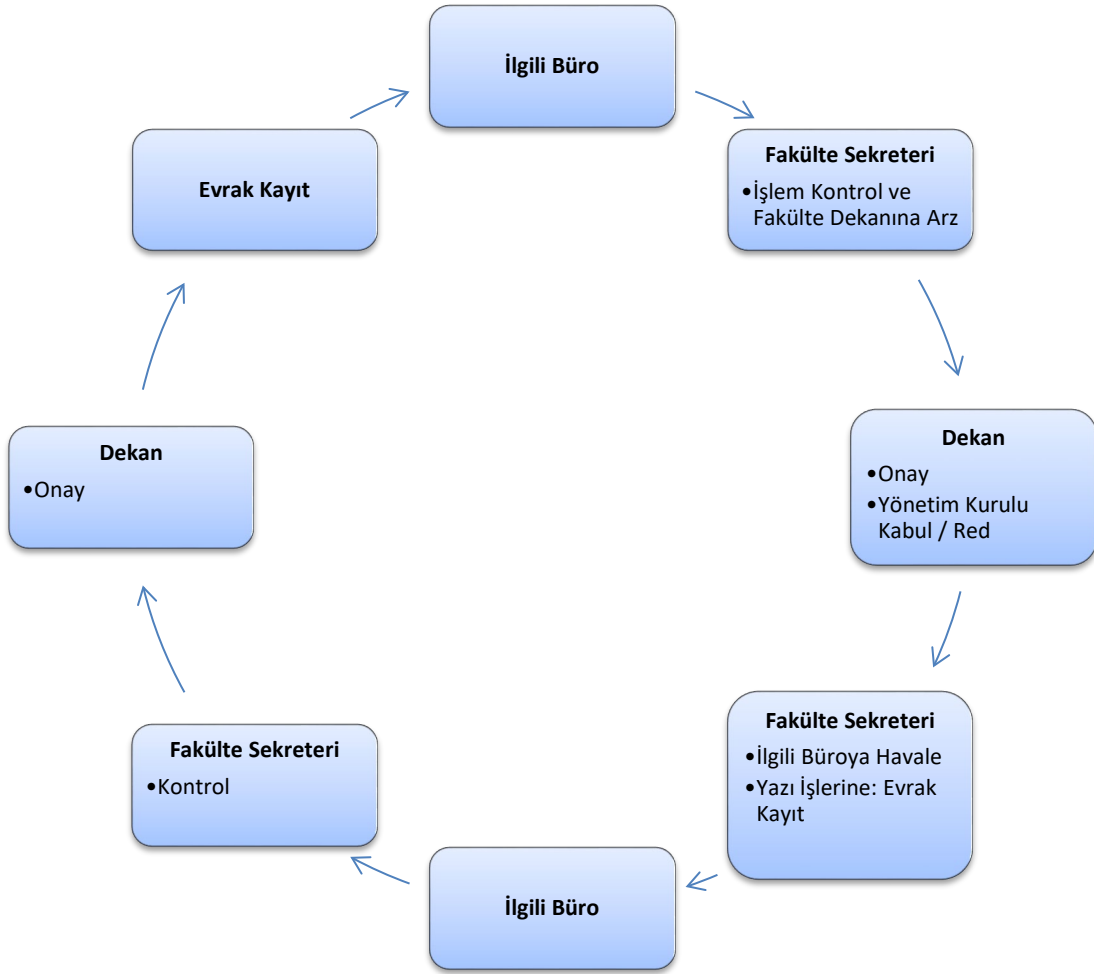 İlgili Büro
Fakülte Sekreteri
•İşlem Kontrol ve
Fakülte Dekanına Arz
Dekan
•Onay
•Yönetim Kurulu
Kabul / Red
Fakülte Sekreteri
•İlgili Büroya Havale
•Yazı İşlerine: Evrak
Kayıt
İlgili Büro
Fakülte Sekreteri
•Kontrol
Dekan
•Onay
Evrak Kayıt